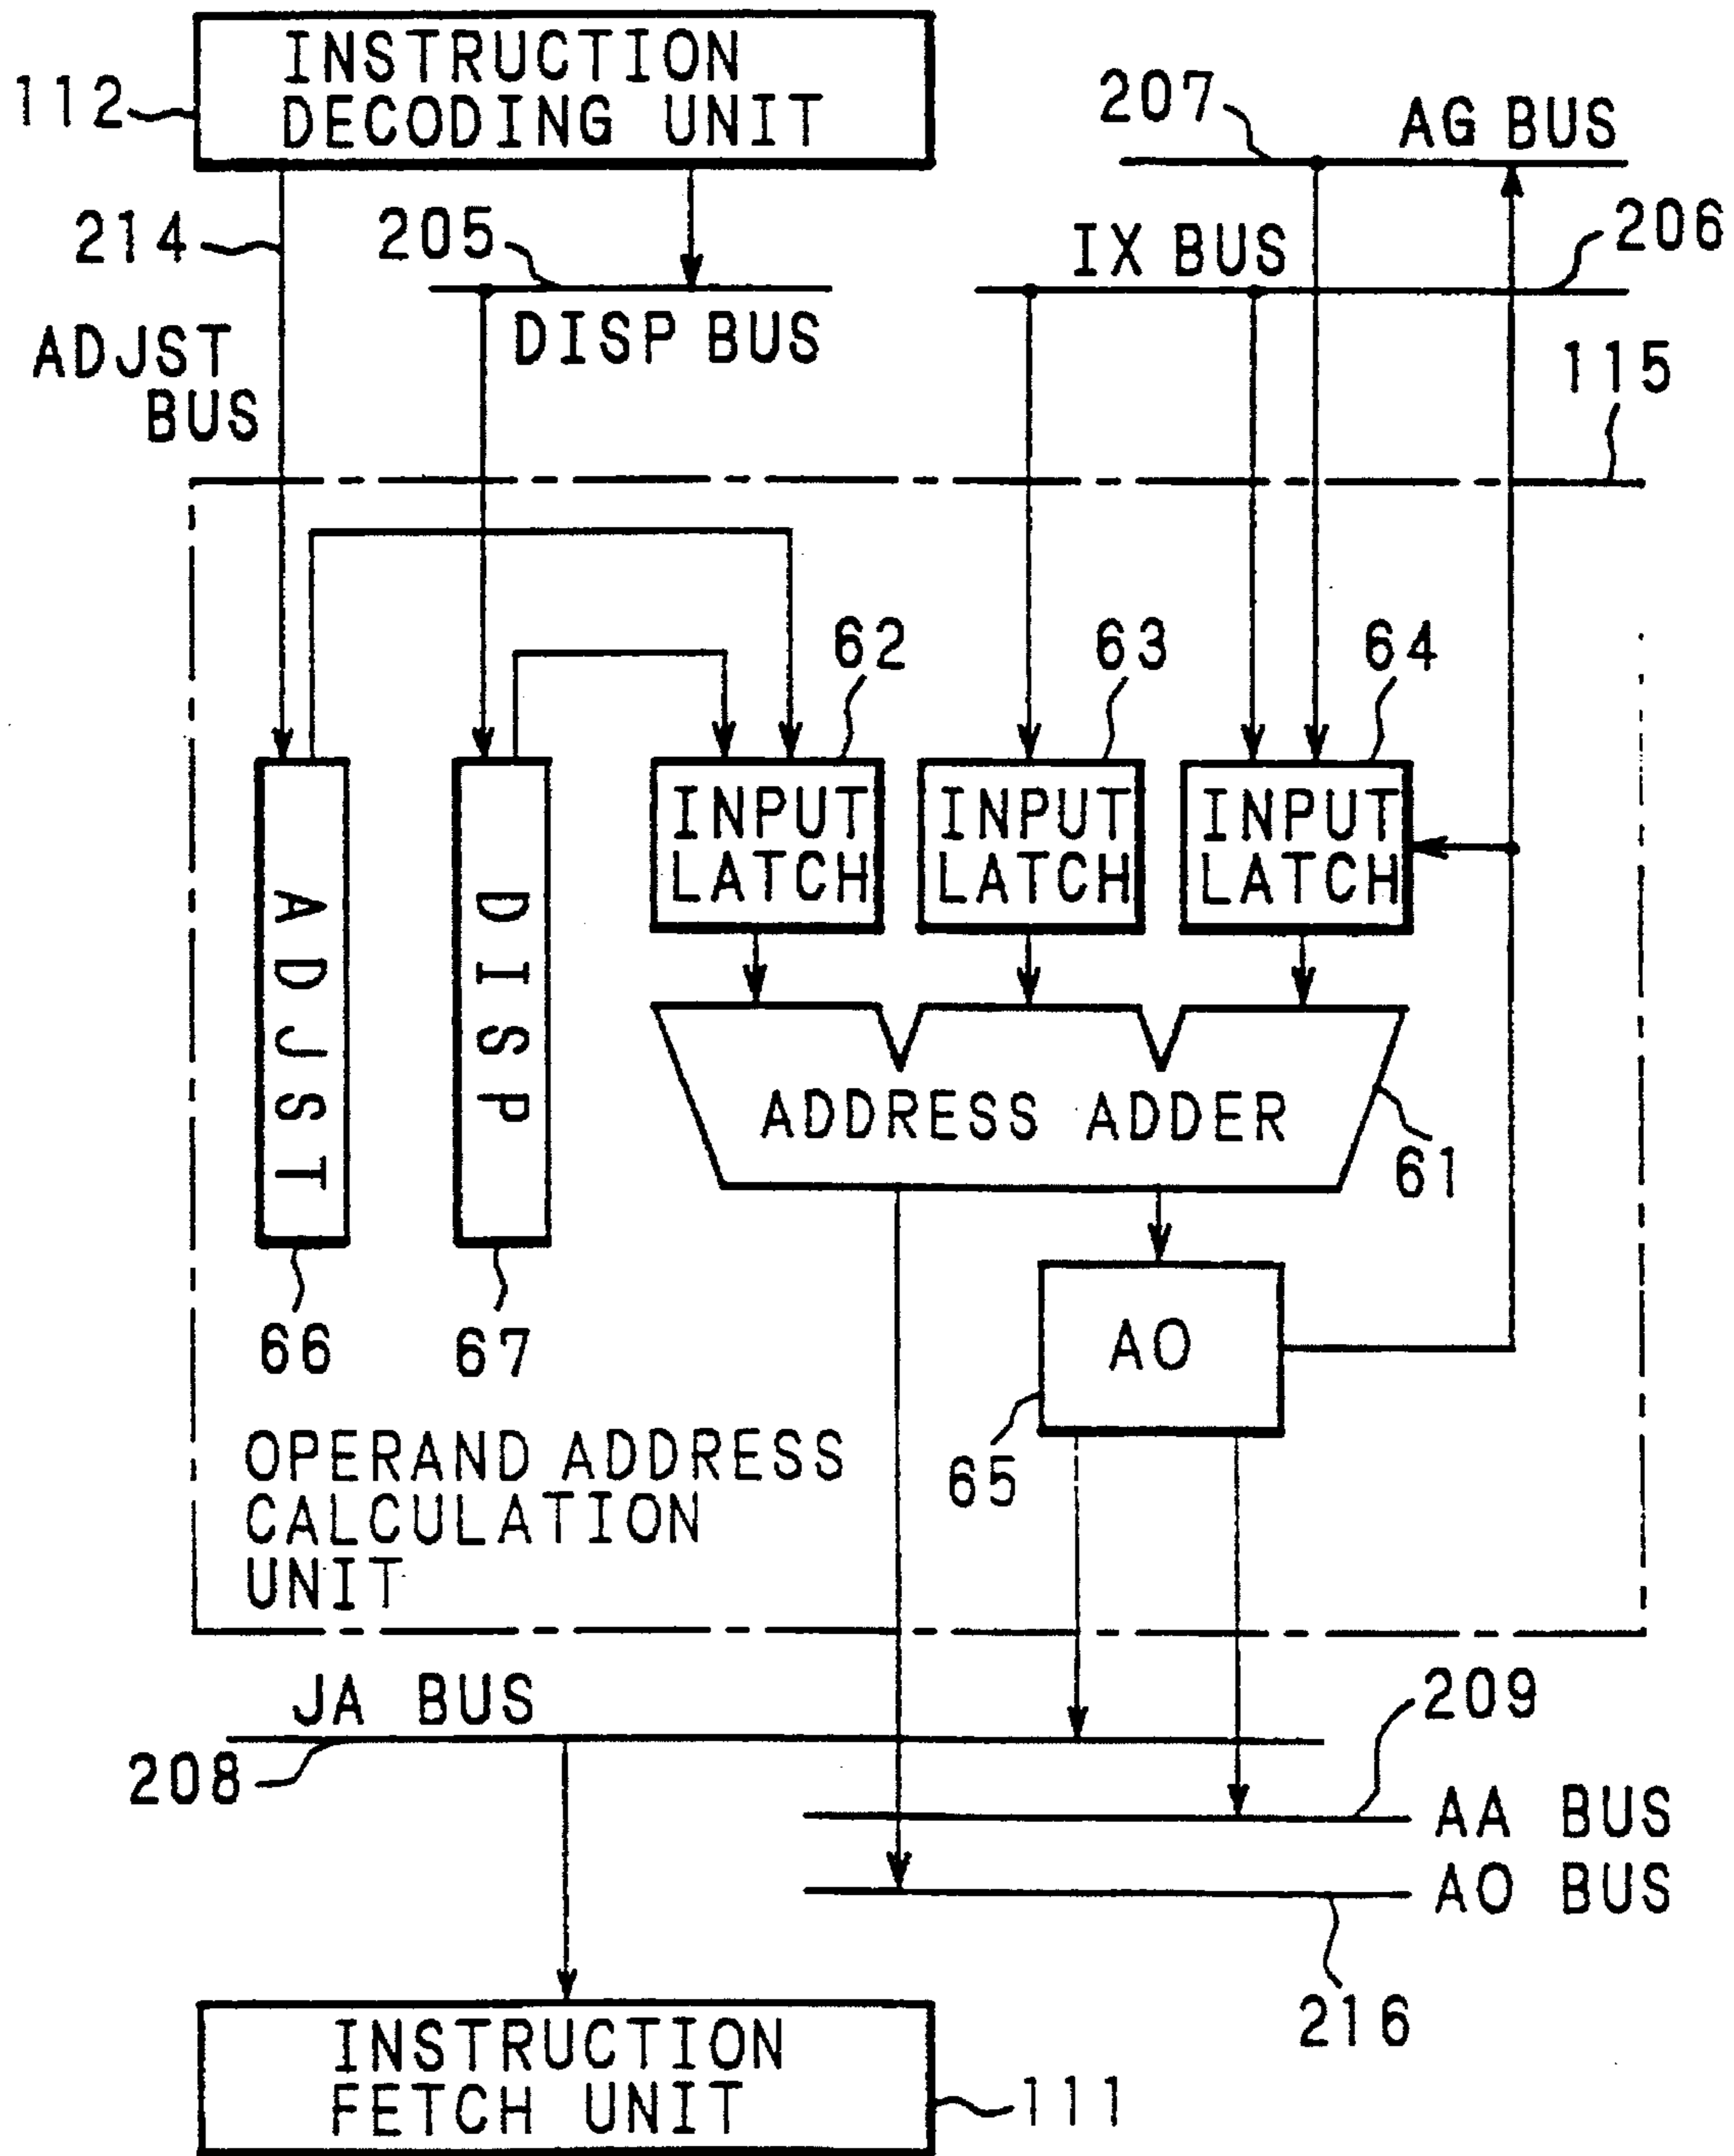 INSTRUCTION
DECODING UNIT
112
207
AG BUS
214
205
IX BUS
206
ADJST
BUS
DISP BUS
115
62
63
64
INPUT
LATCH
INPUT
LATCH
INPUT
LATCH
ADJST
DISP
ADDRESS ADDER
61
66
67
AO
65
OPERAND ADDRESS
CALCULATION
UNIT
JA BUS
209
208
AA BUS
AO BUS
216
INSTRUCTION
FETCH UNIT
111